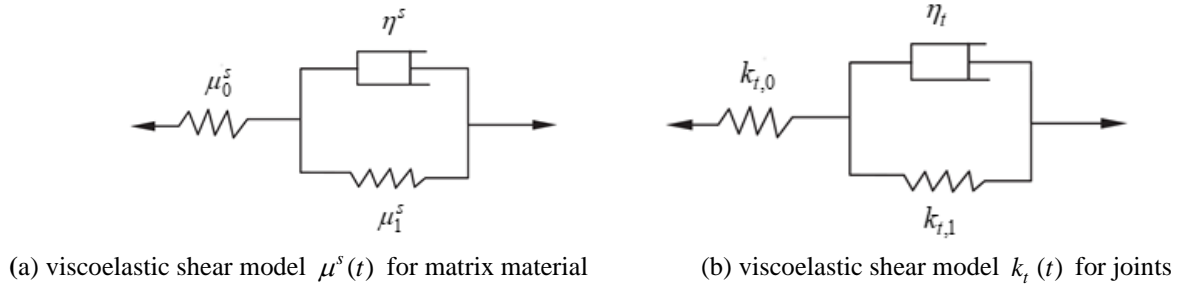 η^s
μ_0^s
μ_1^s
(a) viscoelastic shear model μ^s(t) for matrix material
η_t
k_{t,0}
k_{t,1}
(b) viscoelastic shear model k_t(t) for joints